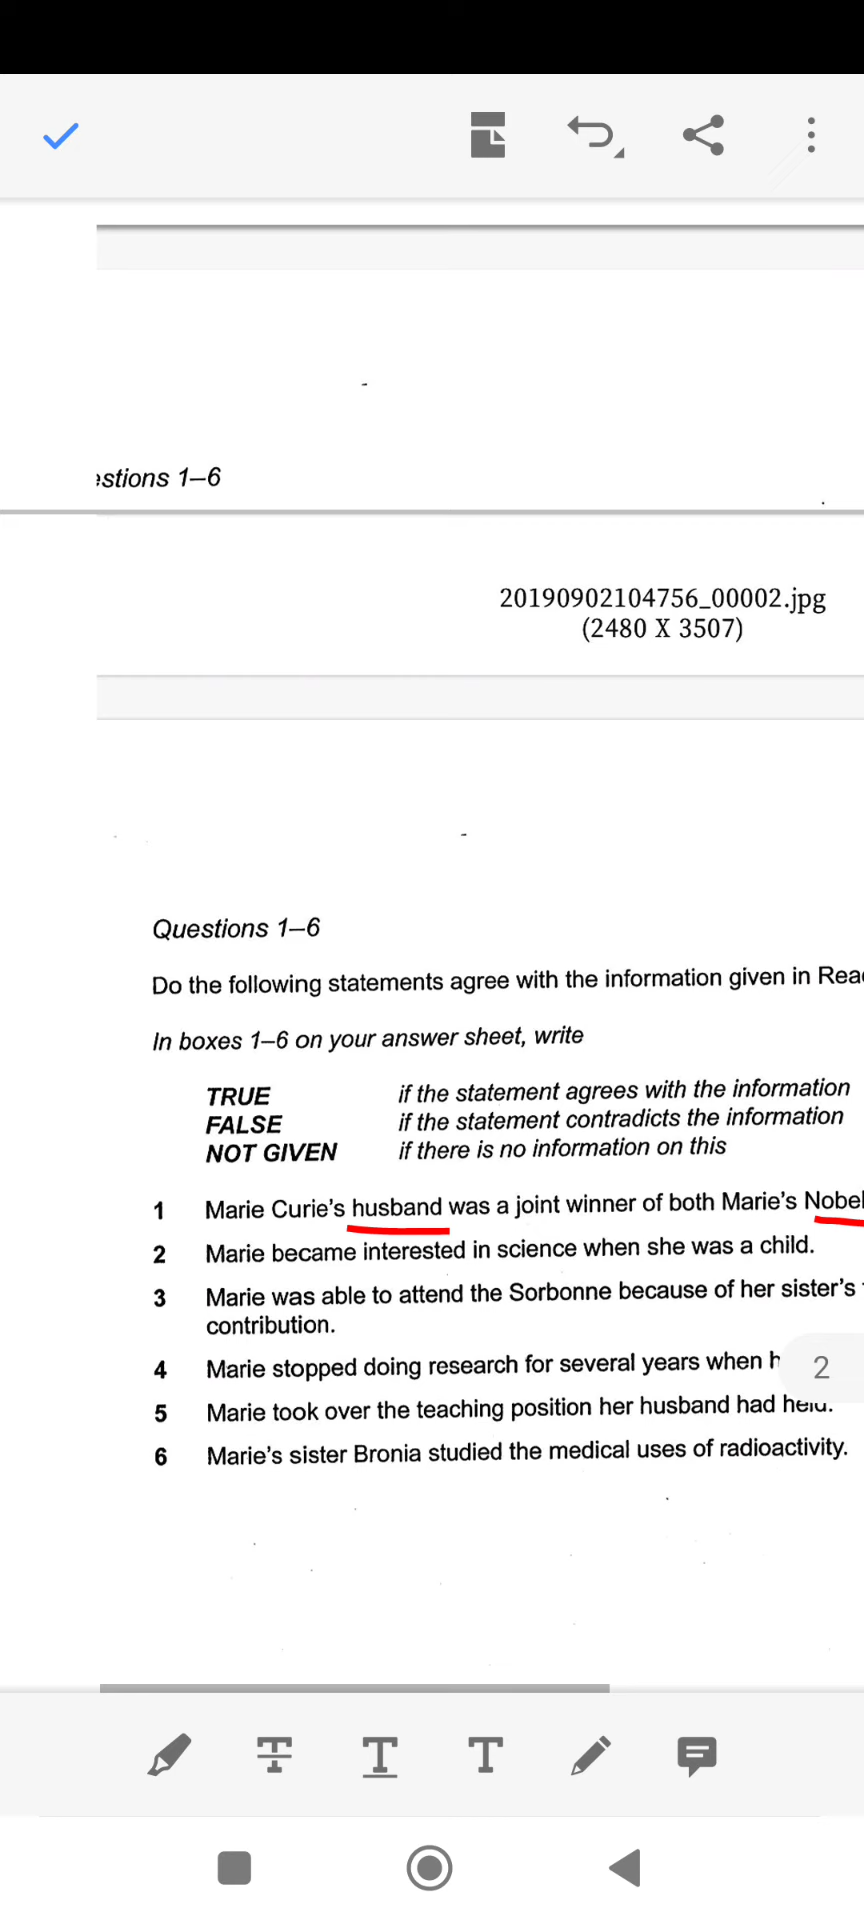 estions 1–6
20190902104756_00002.jpg
(2480 X 3507)
Questions 1–6
Do the following statements agree with the information given in Rea
In boxes 1–6 on your answer sheet, write
TRUE if the statement agrees with the information
FALSE if the statement contradicts the information
NOT GIVEN if there is no information on this
1 Marie Curie's husband was a joint winner of both Marie's Nobel
2 Marie became interested in science when she was a child.
3 Marie was able to attend the Sorbonne because of her sister's
contribution.
4 Marie stopped doing research for several years when h
2
5 Marie took over the teaching position her husband had held.
6 Marie's sister Bronia studied the medical uses of radioactivity.